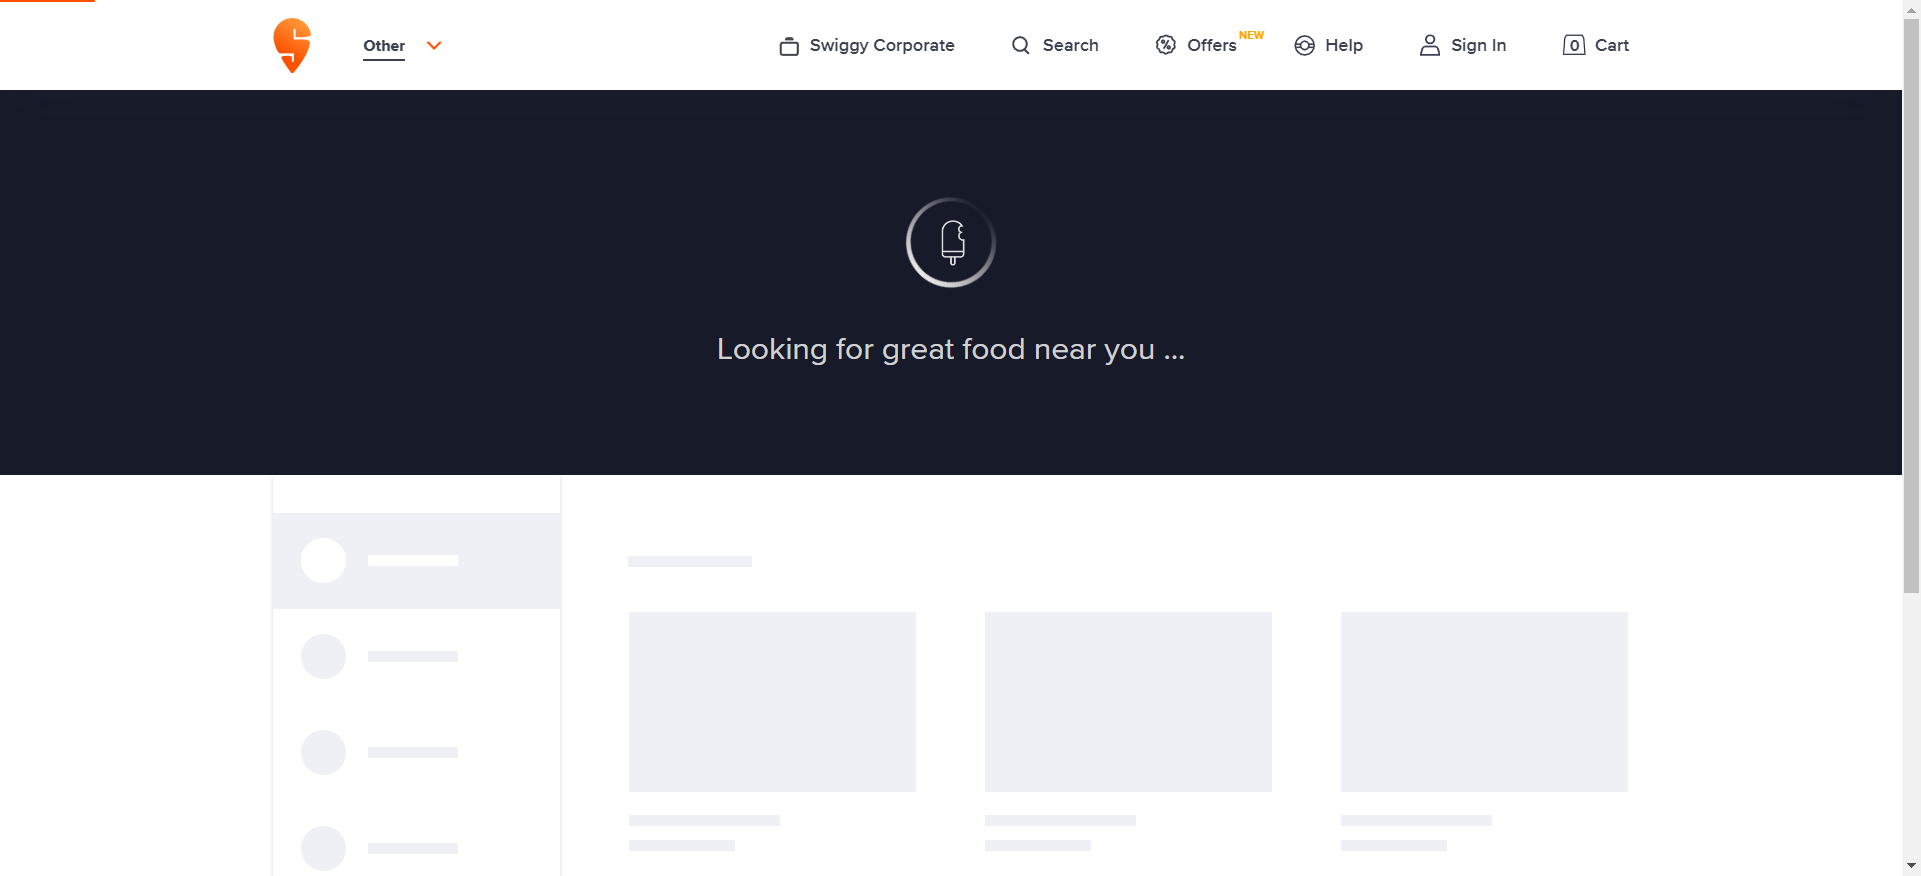 Other
Swiggy Corporate
Search
Offers NEW
Help
Sign In
0 Cart
Looking for great food near you ...